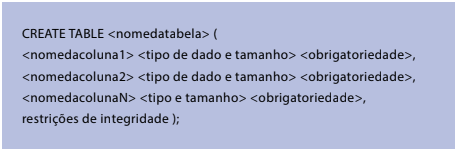 CREATE TABLE <nomedatabela> (
<nomedacoluna1> <tipo de dado e tamanho> <obrigatoriedade>,
<nomedacoluna2> <tipo de dado e tamanho> <obrigatoriedade>,
<nomedacolunaN> <tipo e tamanho> <obrigatoriedade>,
restrições de integridade );